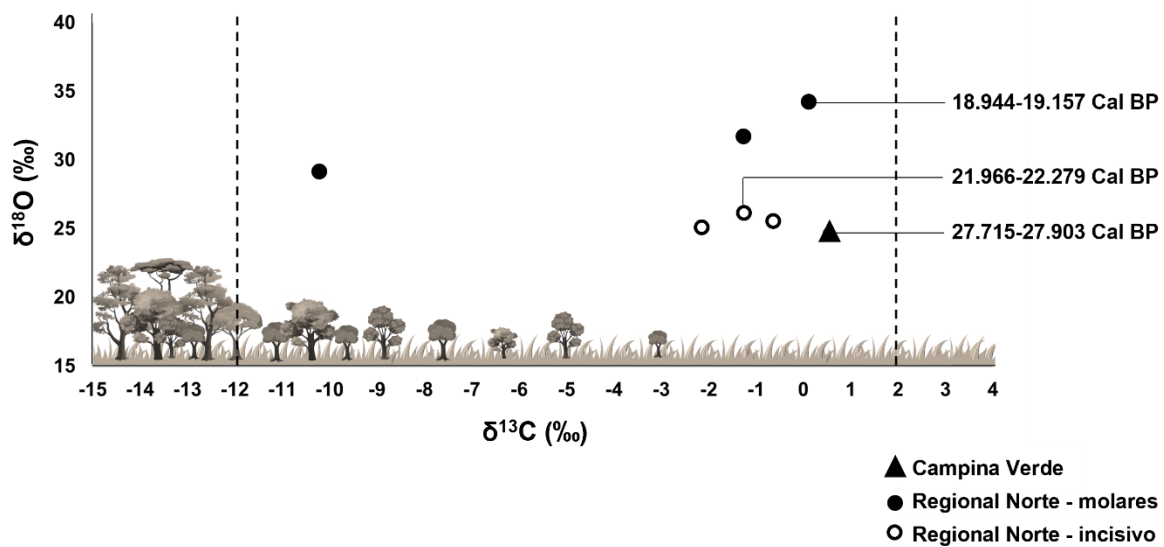 40
35
30
25
20
15
δ¹⁸O (‰)
18.944-19.157 Cal BP
21.966-22.279 Cal BP
27.715-27.903 Cal BP
-15 -14 -13 -12 -11 -10 -9 -8 -7 -6 -5 -4 -3 -2 -1 0 1 2 3 4
δ¹³C (‰)
Campina Verde
Regional Norte - molares
Regional Norte - incisivo